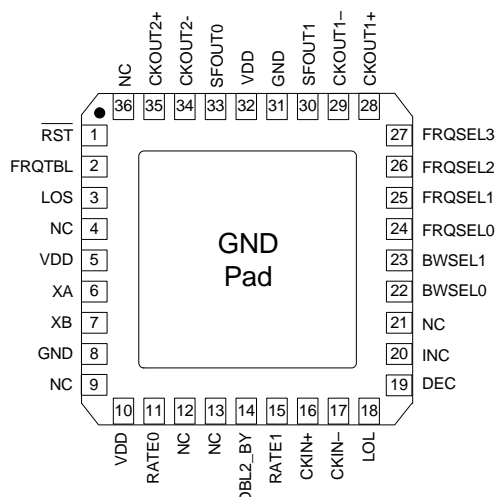 NC
CKOUT2+
CKOUT2-
SFOUT0
VDD
GND
SFOUT1
CKOUT1–
CKOUT1+
36
35
34
33
32
31
30
29
28
RST
1
FRQTBL
2
LOS
3
NC
4
VDD
5
XA
6
XB
7
GND
8
NC
9
GND
Pad
27
FRQSEL3
26
FRQSEL2
25
FRQSEL1
24
FRQSEL0
23
BWSEL1
22
BWSEL0
21
NC
20
INC
19
DEC
10
11
12
13
14
15
16
17
18
VDD
RATE0
NC
NC
DBL2_BY
RATE1
CKIN+
CKIN–
LOL